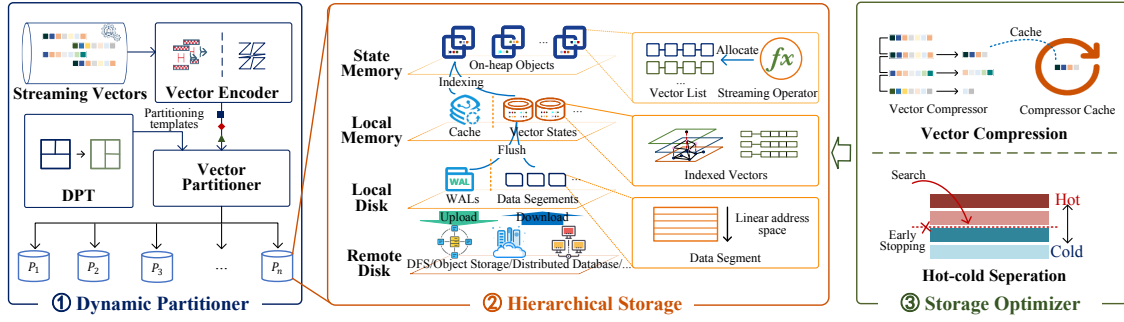 Streaming Vectors
H
Vector Encoder
Partitioning
templates
DPT
Vector
Partitioner
P1
P2
P3
...
Pn
① Dynamic Partitioner
State
Memory
...
On-heap Objects
Indexing
Local
Memory
Cache
Vector States
Flush
Local
Disk
WAL
WALs
...
Data Segements
Upload
Download
Remote
Disk
DFS/Object Storage/Distributed Database/...
Allocate
fx
...
Vector List
Streaming Operator
Indexed Vectors
Linear address
space
Data Segment
② Hierarchical Storage
Cache
Vector Compressor
Compressor Cache
Vector Compression
Search
Hot
Early
Stopping
Cold
Hot-cold Seperation
③ Storage Optimizer